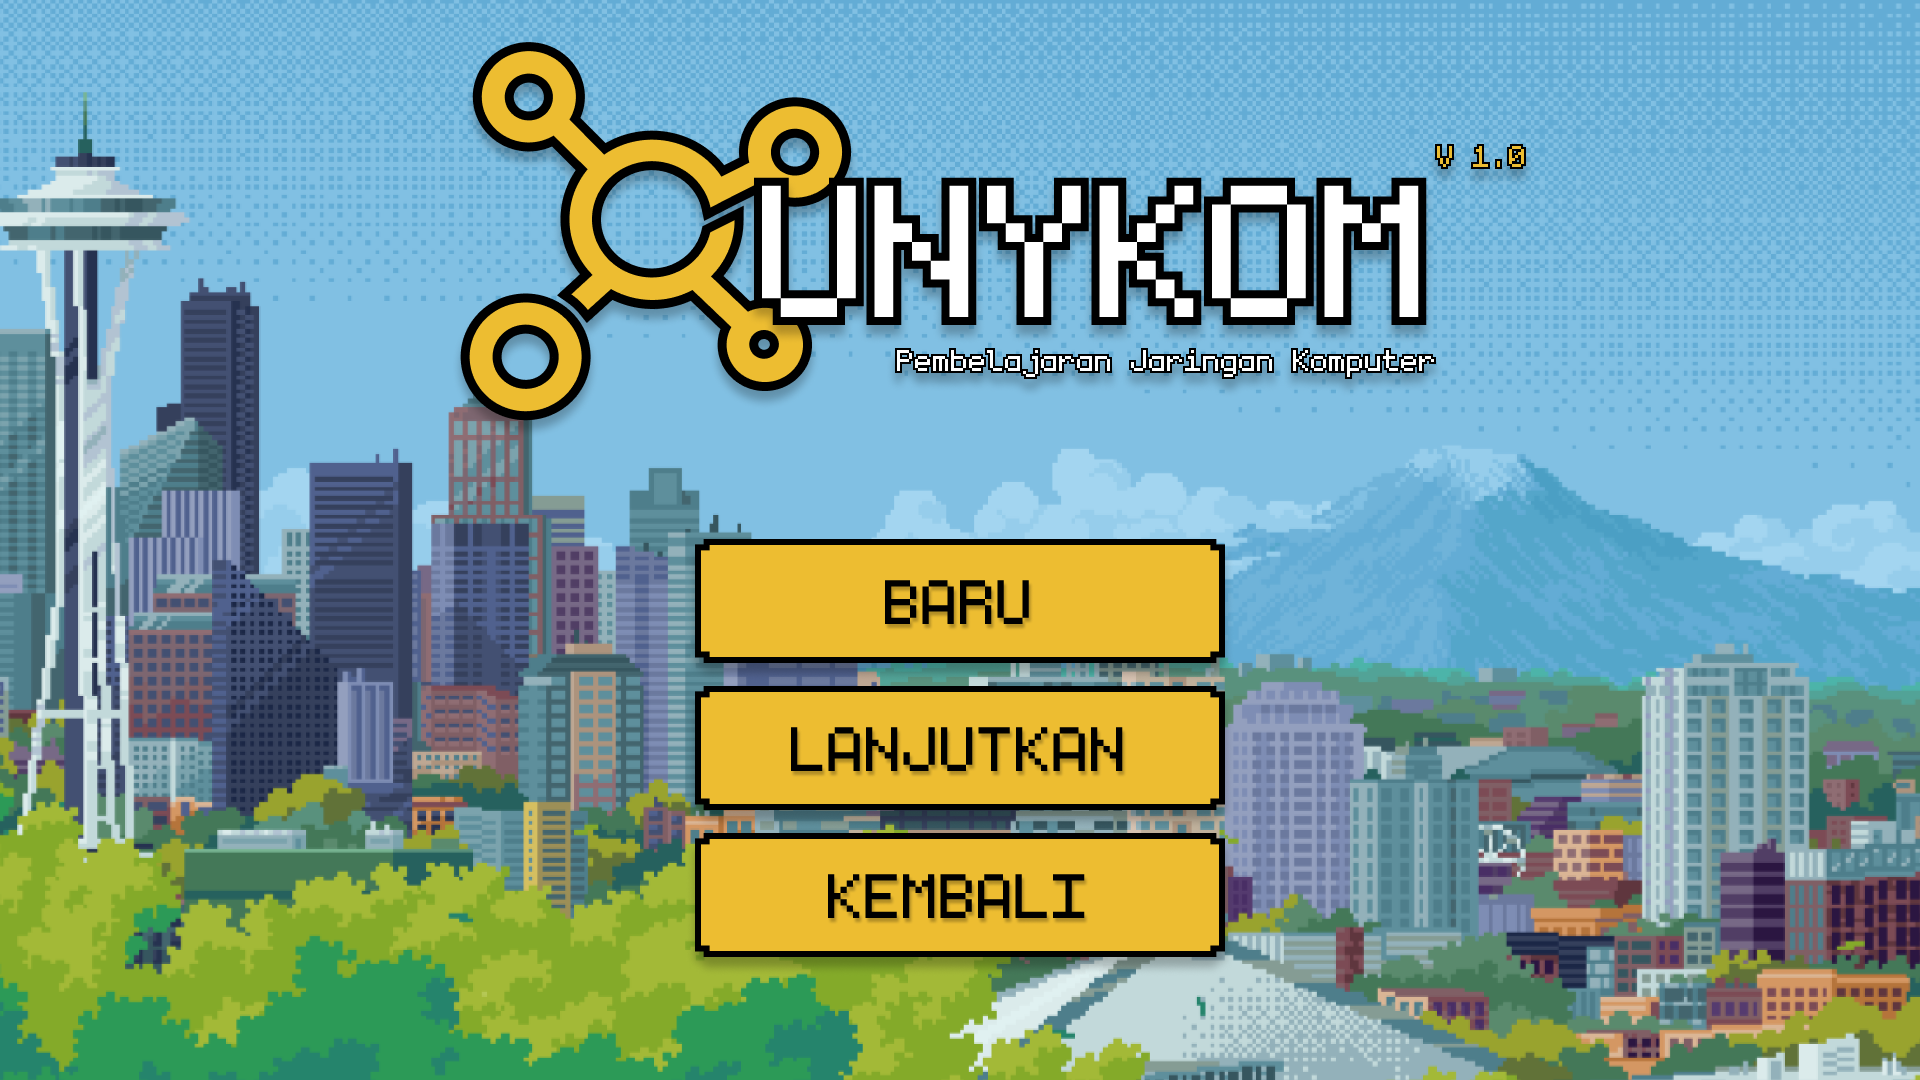 V 1.0
UNYKOM
Pembelajaran Jaringan Komputer
BARU
LANJUTKAN
KEMBALI